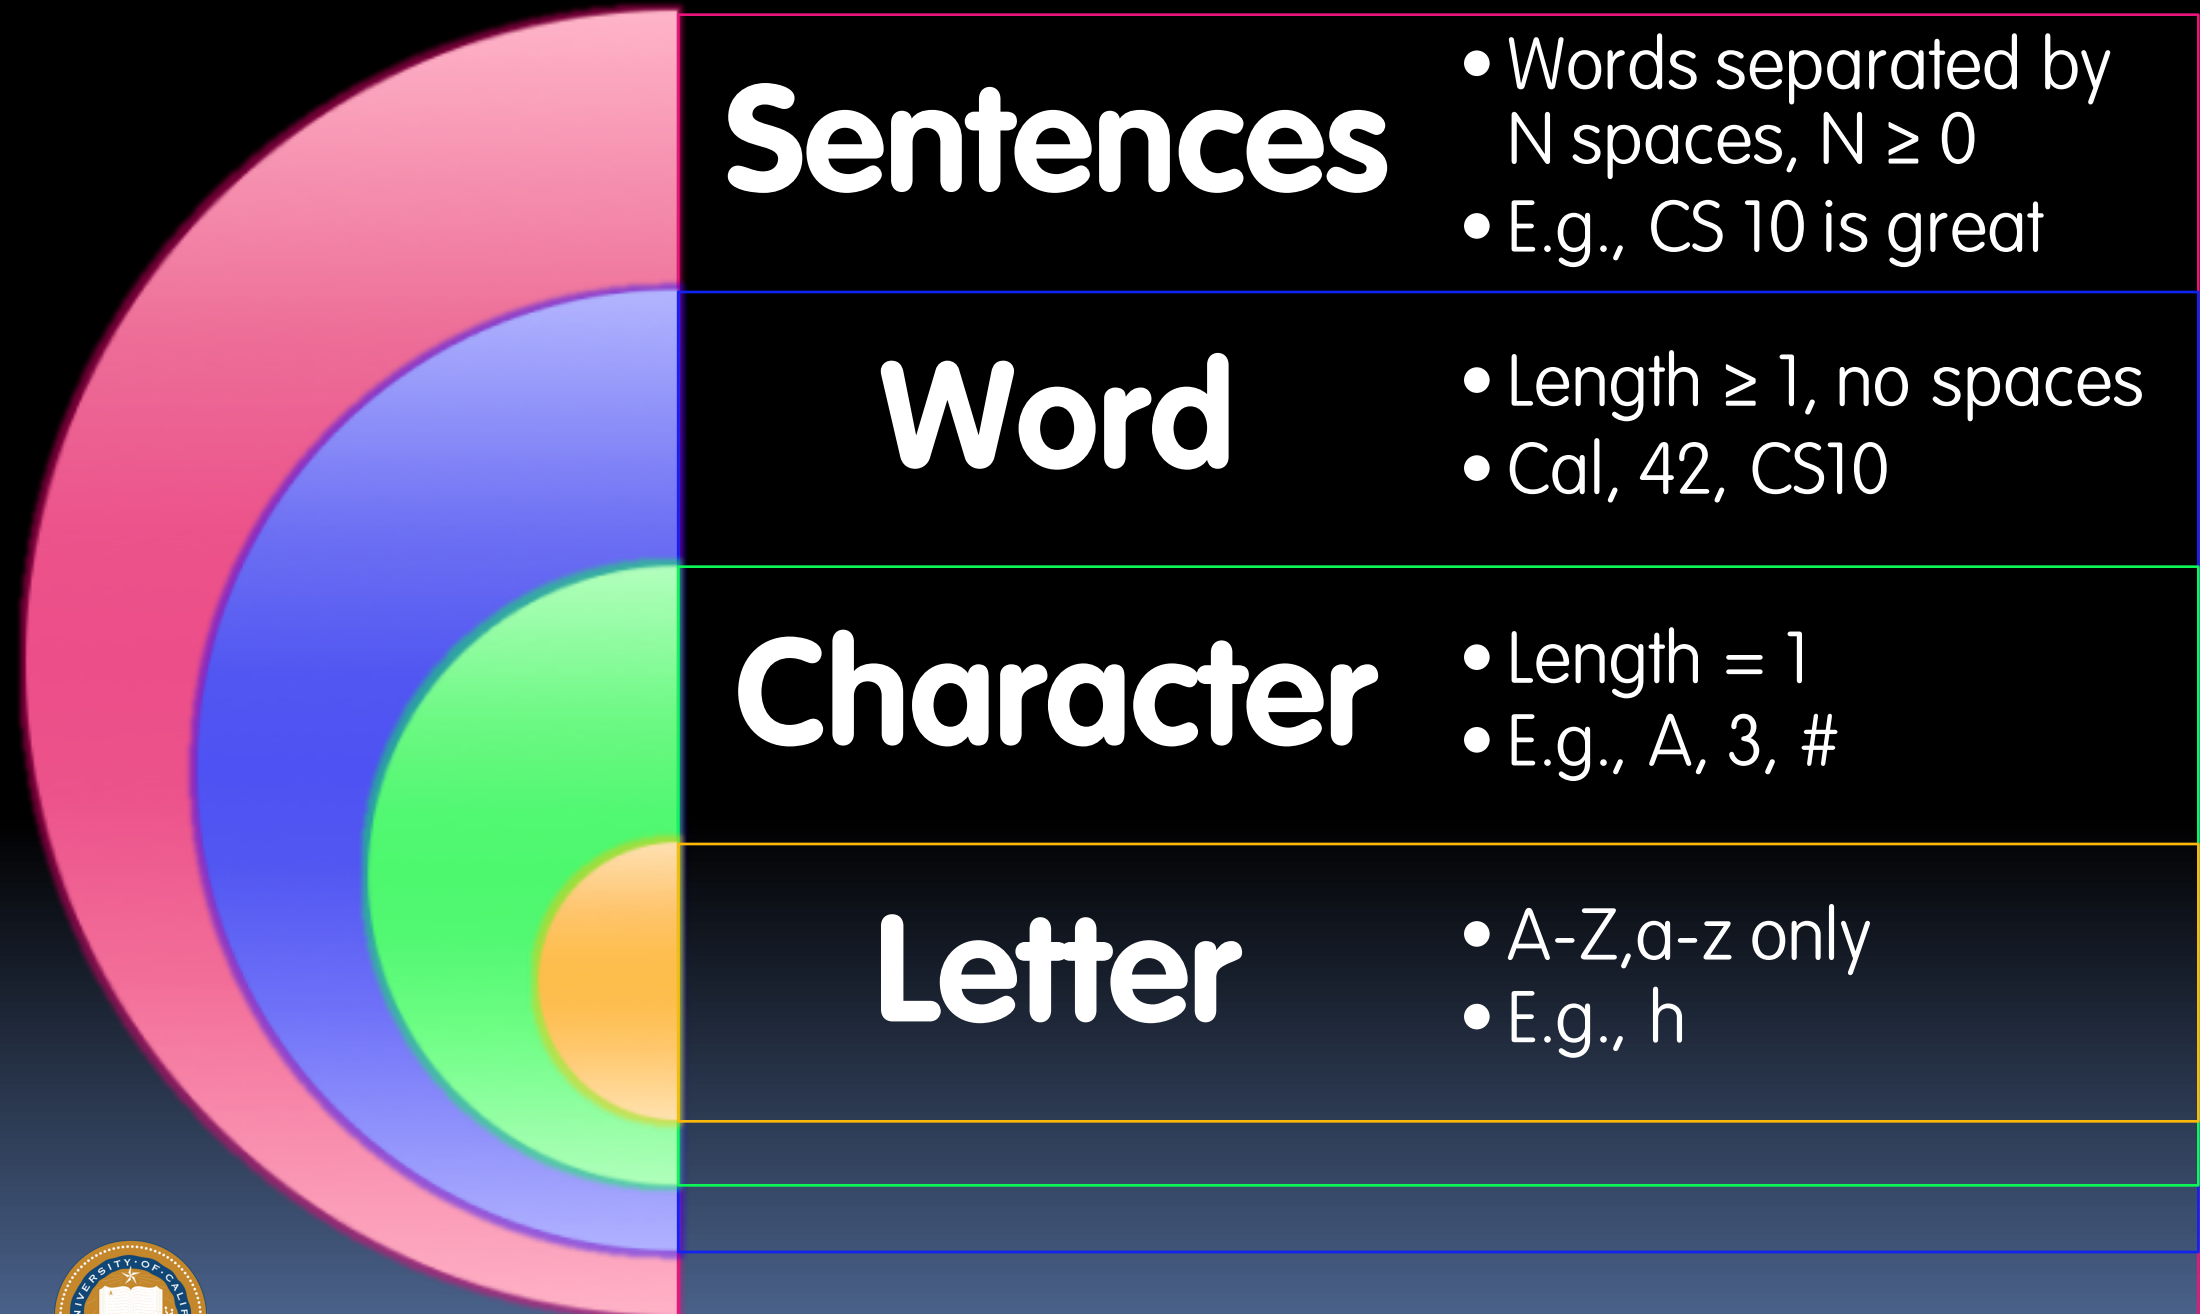 Sentences
• Words separated by
N spaces, N ≥ 0
• E.g., CS 10 is great
Word
• Length ≥ 1, no spaces
• Cal, 42, CS10
Character
• Length = 1
• E.g., A, 3, #
Letter
• A-Z,a-z only
• E.g., h